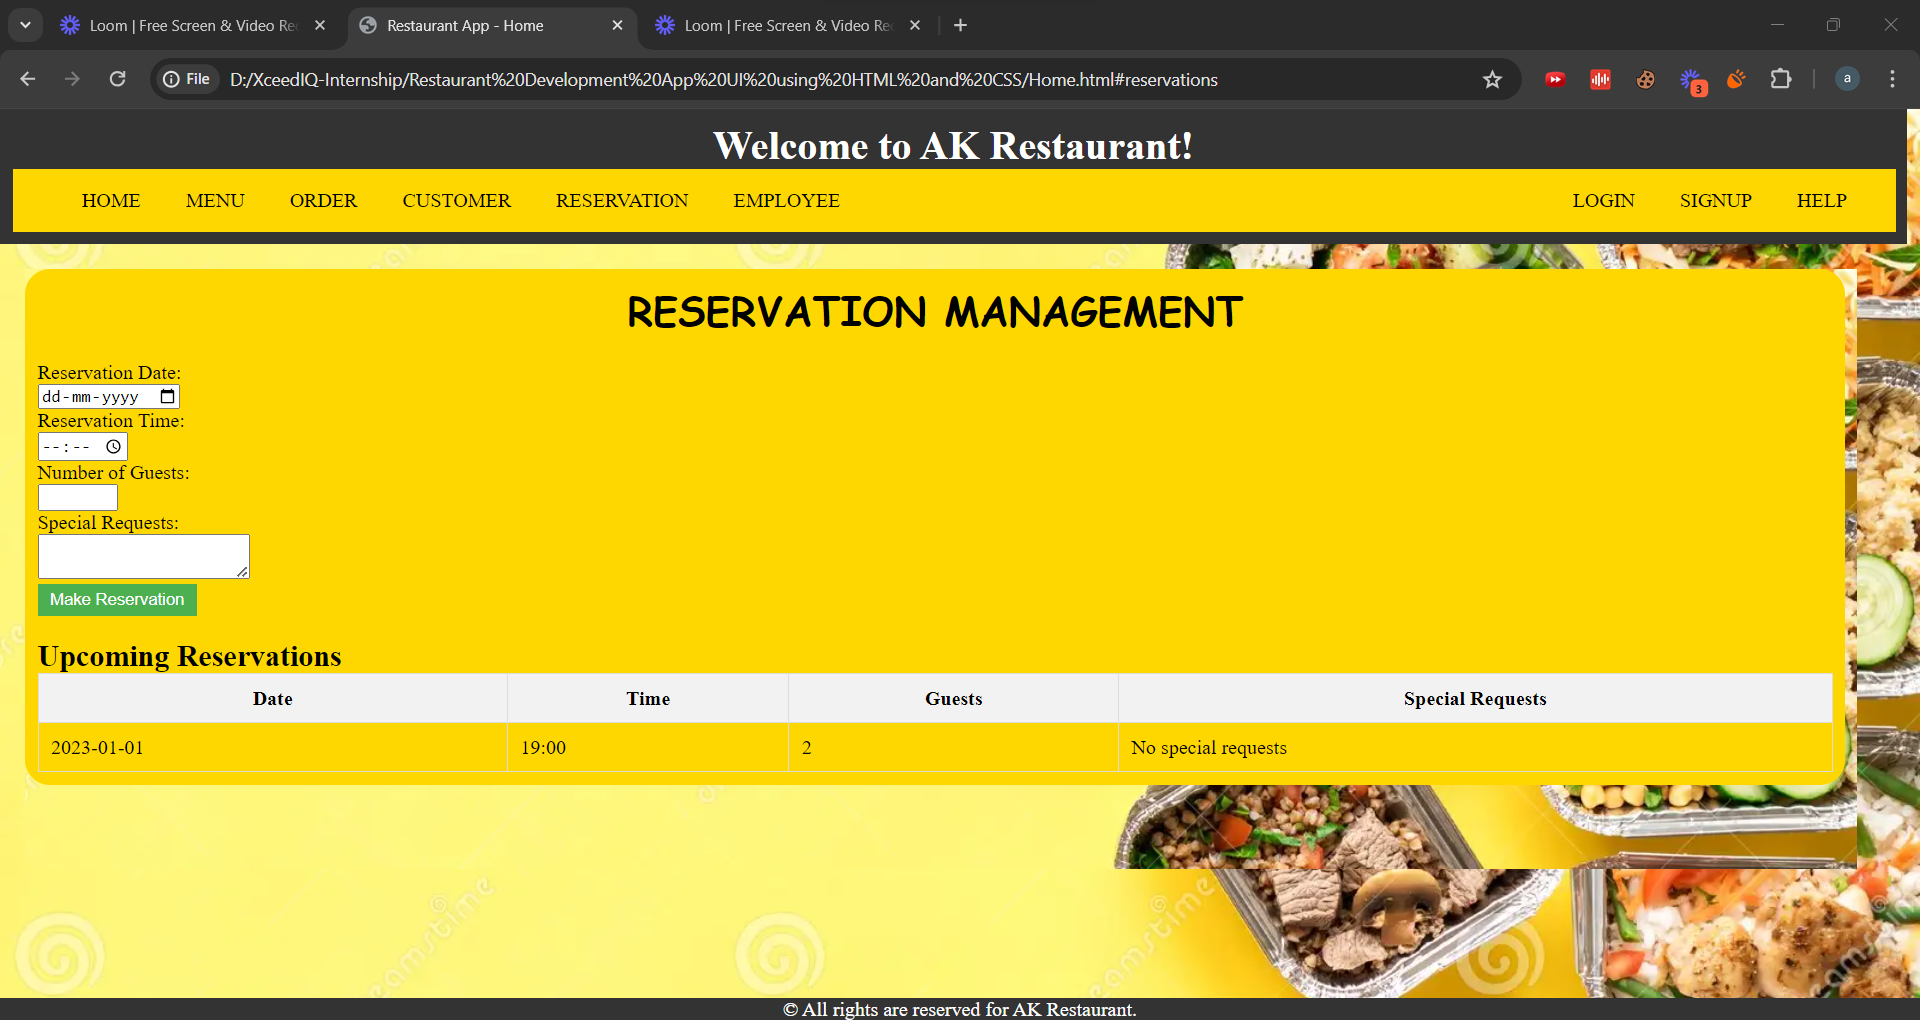 Loom | Free Screen & Video Re
Restaurant App - Home
Loom | Free Screen & Video Re
File
D:/XceedIQ-Internship/Restaurant%20Development%20App%20UI%20using%20HTML%20and%20CSS/Home.html#reservations
3
a
Welcome to AK Restaurant!
HOME MENU ORDER CUSTOMER RESERVATION EMPLOYEE LOGIN SIGNUP HELP
RESERVATION MANAGEMENT
Reservation Date:
dd-mm-yyyy
Reservation Time:
--:--
Number of Guests:
Special Requests:
Make Reservation
Upcoming Reservations
Date Time Guests Special Requests
2023-01-01 19:00 2 No special requests
eamstime
eamstime
© All rights are reserved for AK Restaurant.